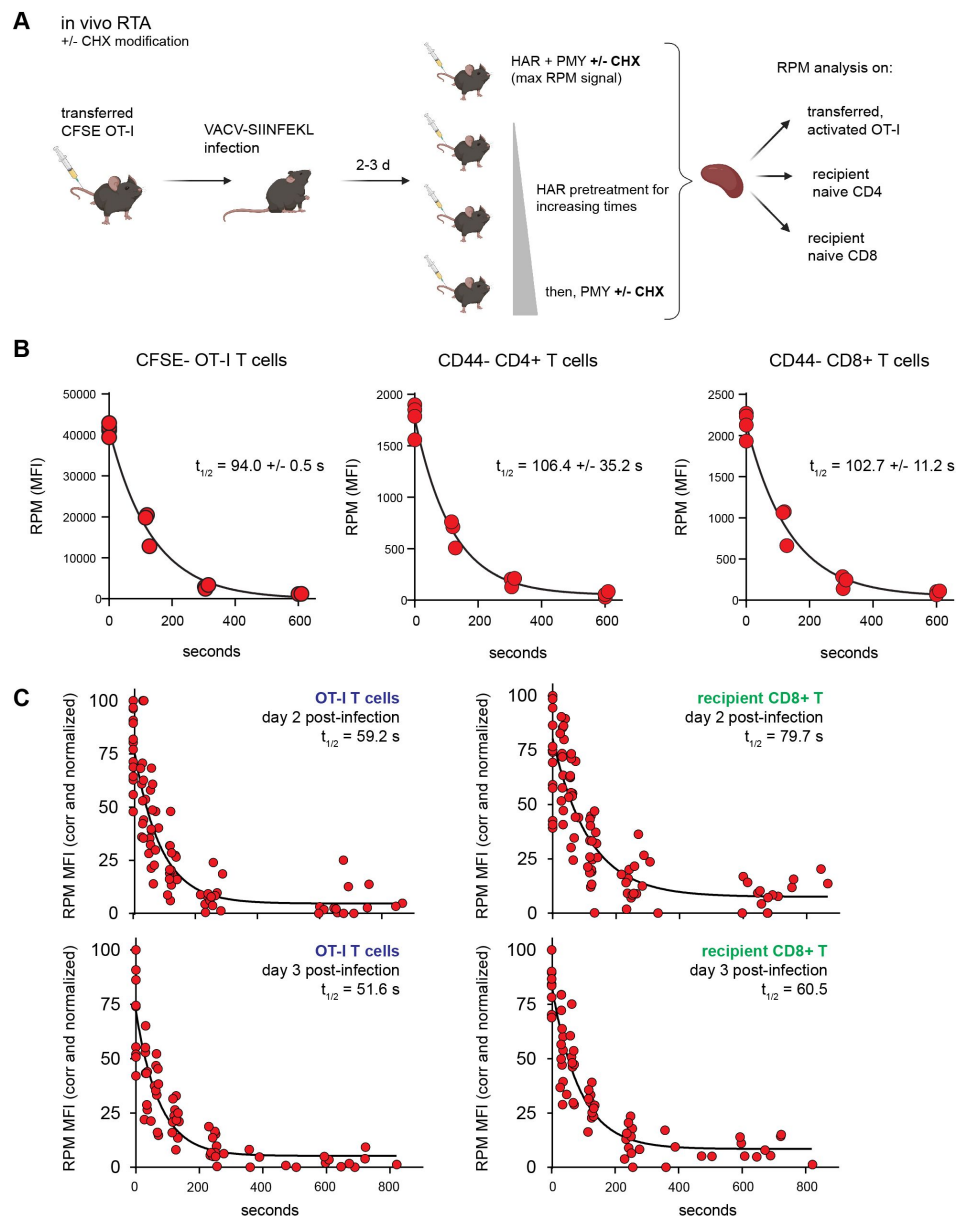 A
in vivo RTA
+/- CHX modification
transferred
CFSE OT-I
VACV-SIINFEKL
infection
2-3 d
HAR + PMY +/- CHX
(max RPM signal)
HAR pretreatment for
increasing times
then, PMY +/- CHX
RPM analysis on:
transferred,
activated OT-I
recipient
naive CD4
recipient
naive CD8
B
CFSE- OT-I T cells
RPM (MFI)
50000
40000
30000
20000
10000
0
t1/2 = 94.0 +/- 0.5 s
0 200 400 600
seconds
CD44- CD4+ T cells
RPM (MFI)
2000
1500
1000
500
0
t1/2 = 106.4 +/- 35.2 s
0 200 400 600
seconds
CD44- CD8+ T cells
RPM (MFI)
2500
2000
1500
1000
500
0
t1/2 = 102.7 +/- 11.2 s
0 200 400 600
seconds
C
RPM MFI (corr and normalized)
100
75
50
25
0
OT-I T cells
day 2 post-infection
t1/2 = 59.2 s
RPM MFI (corr and normalized)
100
75
50
25
0
recipient CD8+ T
day 2 post-infection
t1/2 = 79.7 s
RPM MFI (corr and normalized)
100
75
50
25
0
OT-I T cells
day 3 post-infection
t1/2 = 51.6 s
0 200 400 600 800
seconds
RPM MFI (corr and normalized)
100
75
50
25
0
recipient CD8+ T
day 3 post-infection
t1/2 = 60.5
0 200 400 600 800
seconds